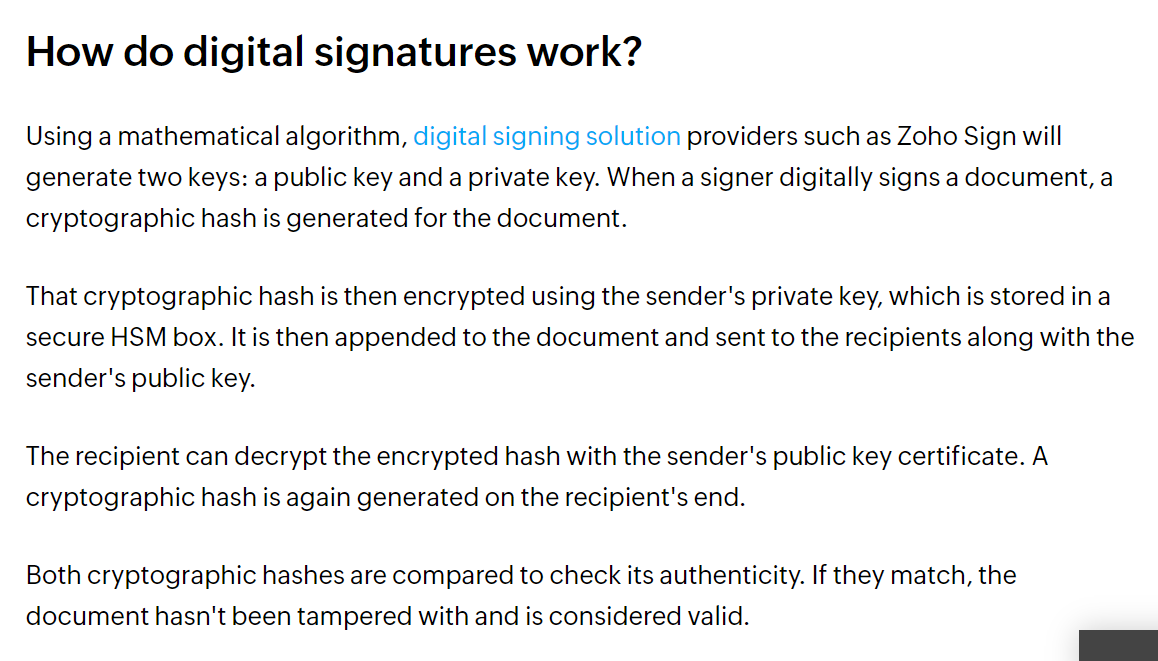 How do digital signatures work?
Using a mathematical algorithm, digital signing solution providers such as Zoho Sign will
generate two keys: a public key and a private key. When a signer digitally signs a document, a
cryptographic hash is generated for the document.
That cryptographic hash is then encrypted using the sender's private key, which is stored in a
secure HSM box. It is then appended to the document and sent to the recipients along with the
sender's public key.
The recipient can decrypt the encrypted hash with the sender's public key certificate. A
cryptographic hash is again generated on the recipient's end.
Both cryptographic hashes are compared to check its authenticity. If they match, the
document hasn't been tampered with and is considered valid.